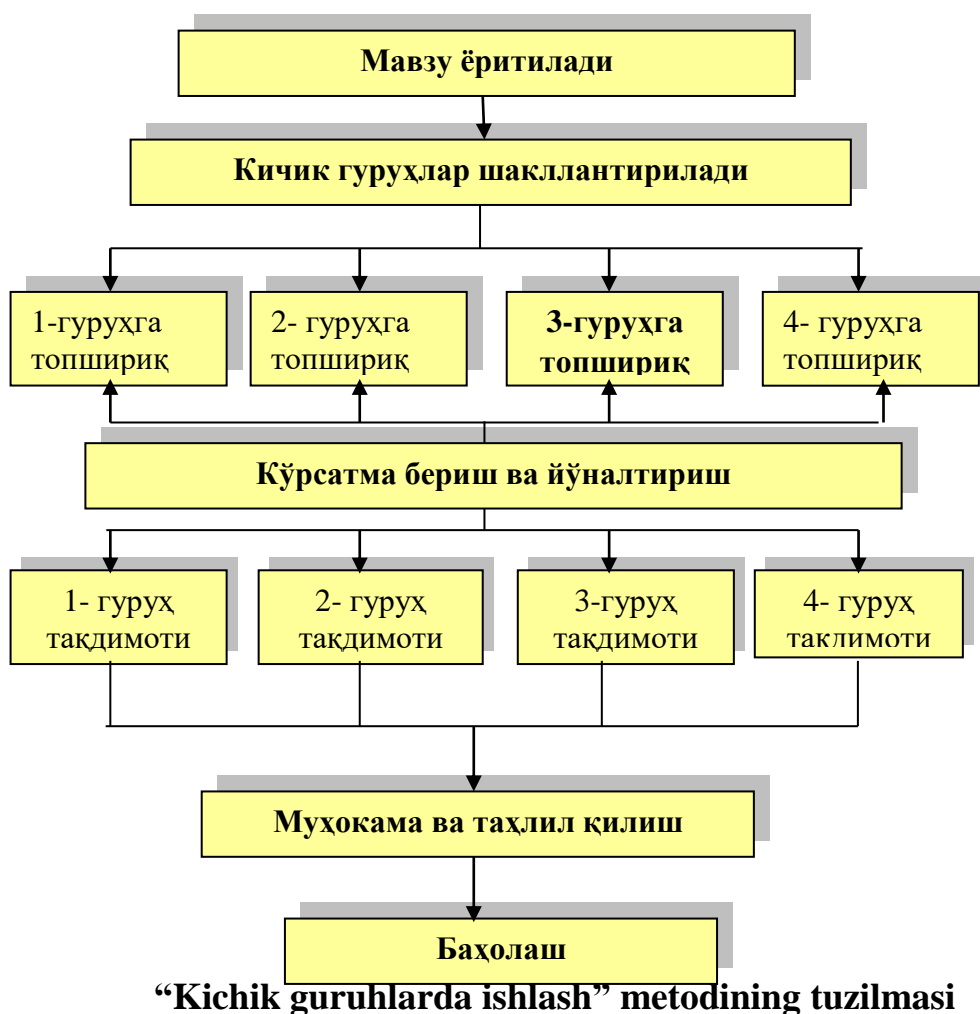 Мавзу ёритилади
Кичик гуруҳлар шакллантирилади
1-гуруҳга
топшириқ
2- гуруҳга
топшириқ
3-гуруҳга
топшириқ
4- гуруҳга
топшириқ
Кўрсатма бериш ва йўналтириш
1- гуруҳ
тақдимоти
2- гуруҳ
тақдимоти
3-гуруҳ
тақдимоти
4- гуруҳ
тақдимоти
Муҳокама ва таҳлил қилиш
Баҳолаш
“Kichik guruhlarda ishlash” metodining tuzilmasi